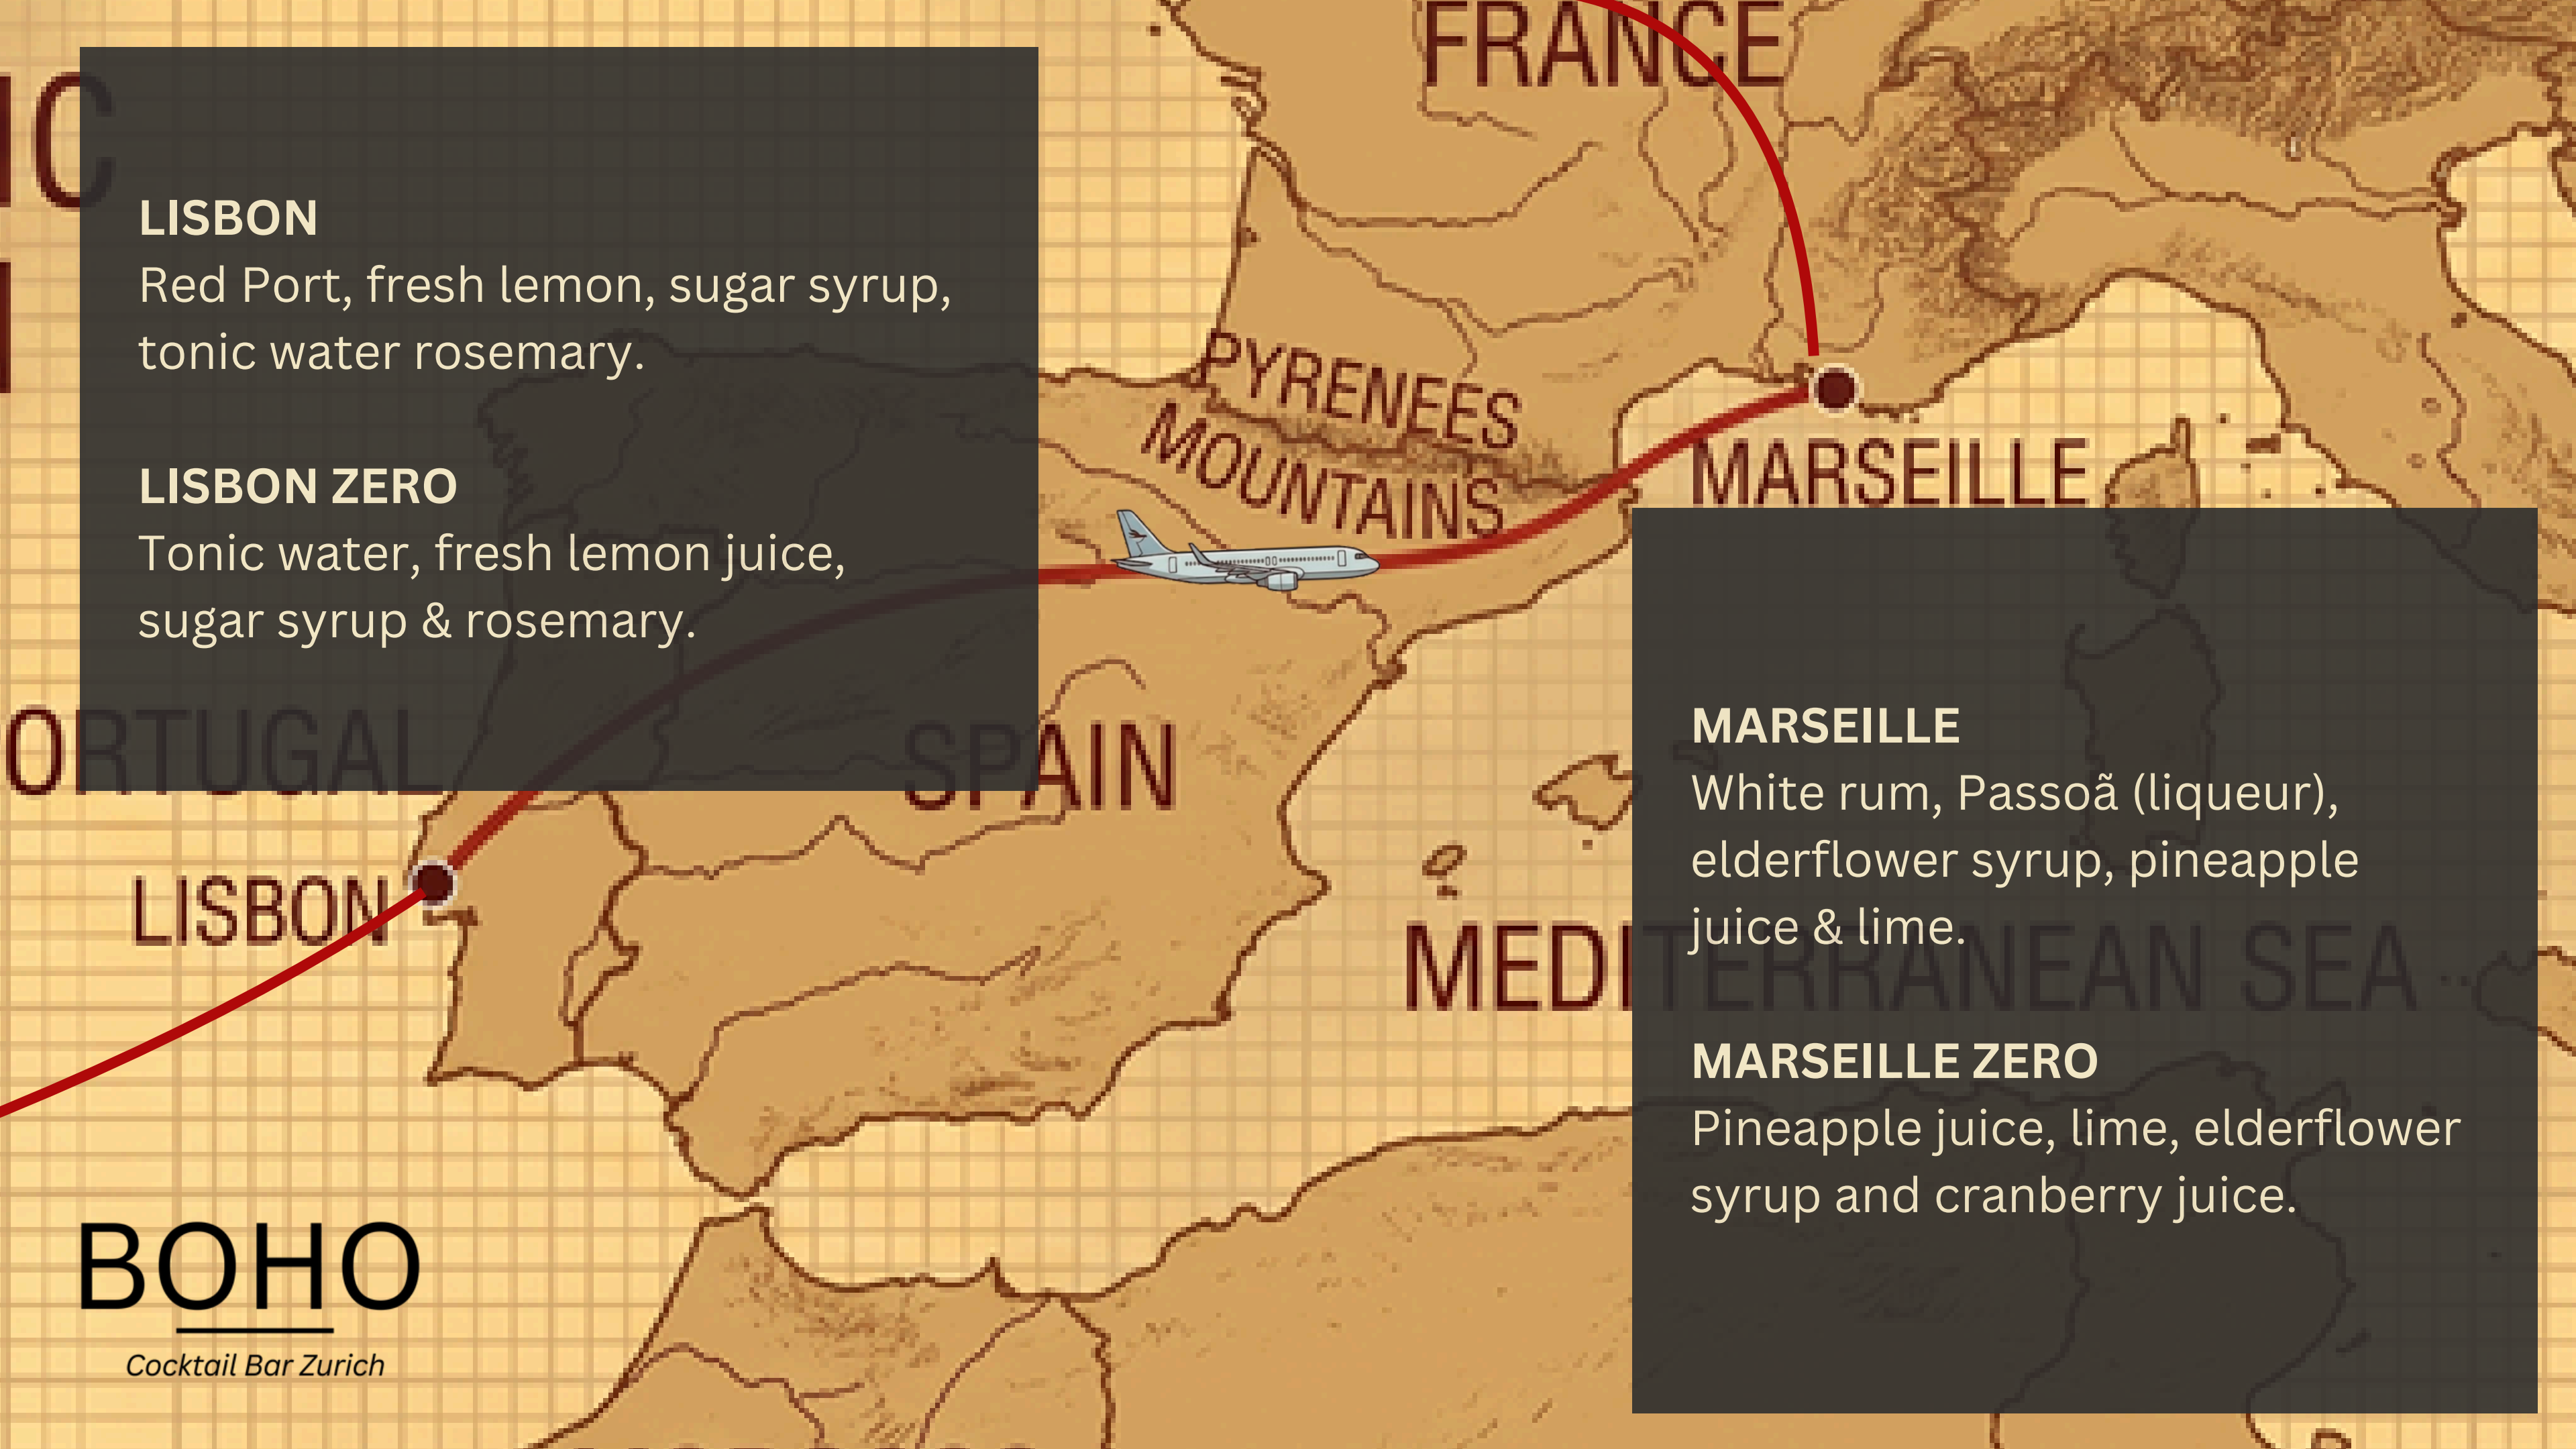 FRANCE
IC
LISBON
Red Port, fresh lemon, sugar syrup,
tonic water rosemary.
LISBON ZERO
Tonic water, fresh lemon juice,
sugar syrup & rosemary.
PYRENEES
MOUNTAINS
MARSEILLE
ORTUGAL
SPAIN
LISBON
MARSEILLE
White rum, Passoã (liqueur),
elderflower syrup, pineapple
juice & lime.
MEDITERRANEAN SEA
MARSEILLE ZERO
Pineapple juice, lime, elderflower
syrup and cranberry juice.
BOHO
Cocktail Bar Zurich